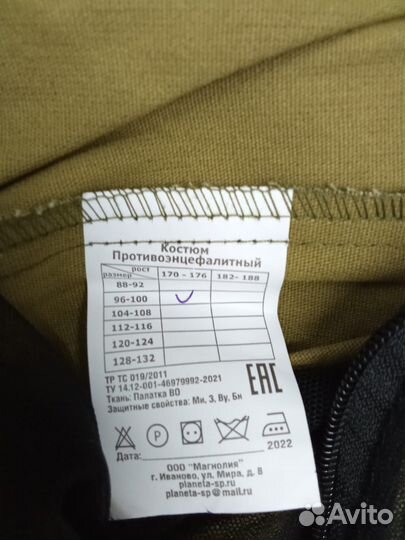 Костюм
Противоэнцефалитный
рост размер 170 - 176 182- 188
88-92
96-100
104-108
112-116
120-124
128-132
ТР ТС 019/2011
ТУ 14.12-001-46979992-2021
Ткань: Палатка ВО
Защитные свойства: Ми, З, Ву, Бн
EAC
P
Дата: 2022
ООО "Магнолия"
г. Иваново, ул. Мира, д. 8
planeta-sp@mail.ru
planeta-sp.ru
Avito